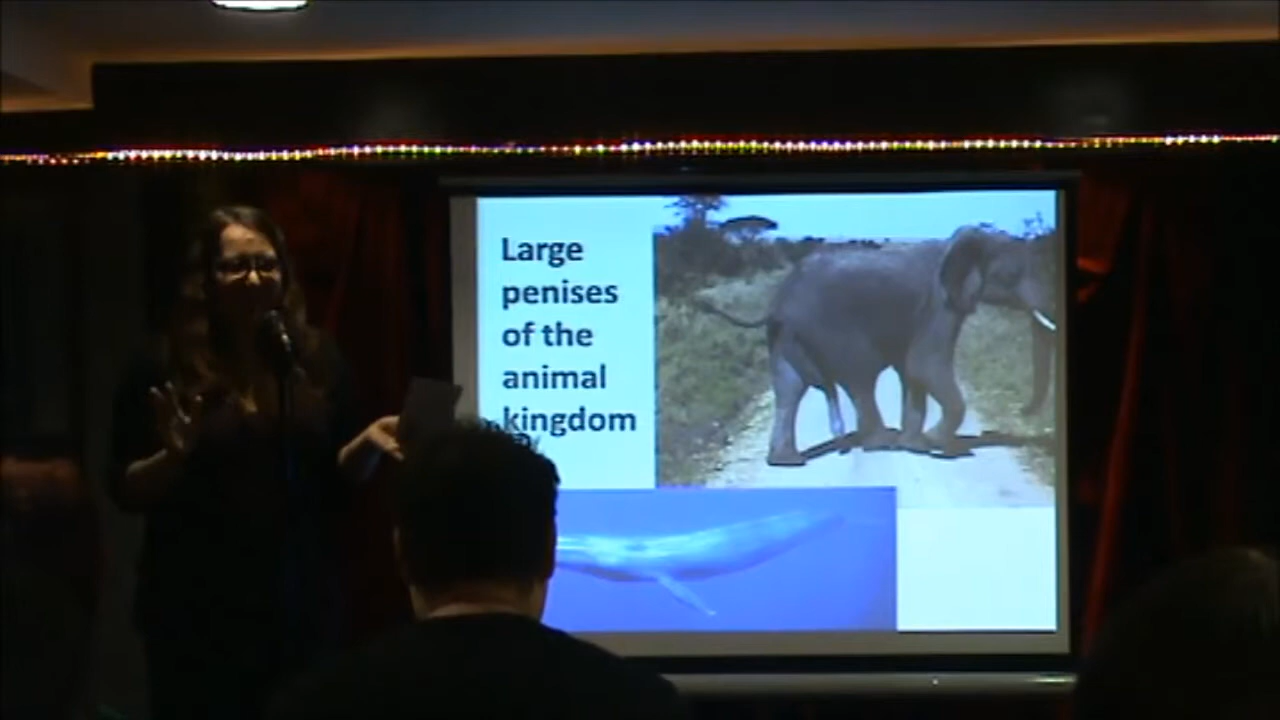 Large
penises
of the
animal
kingdom